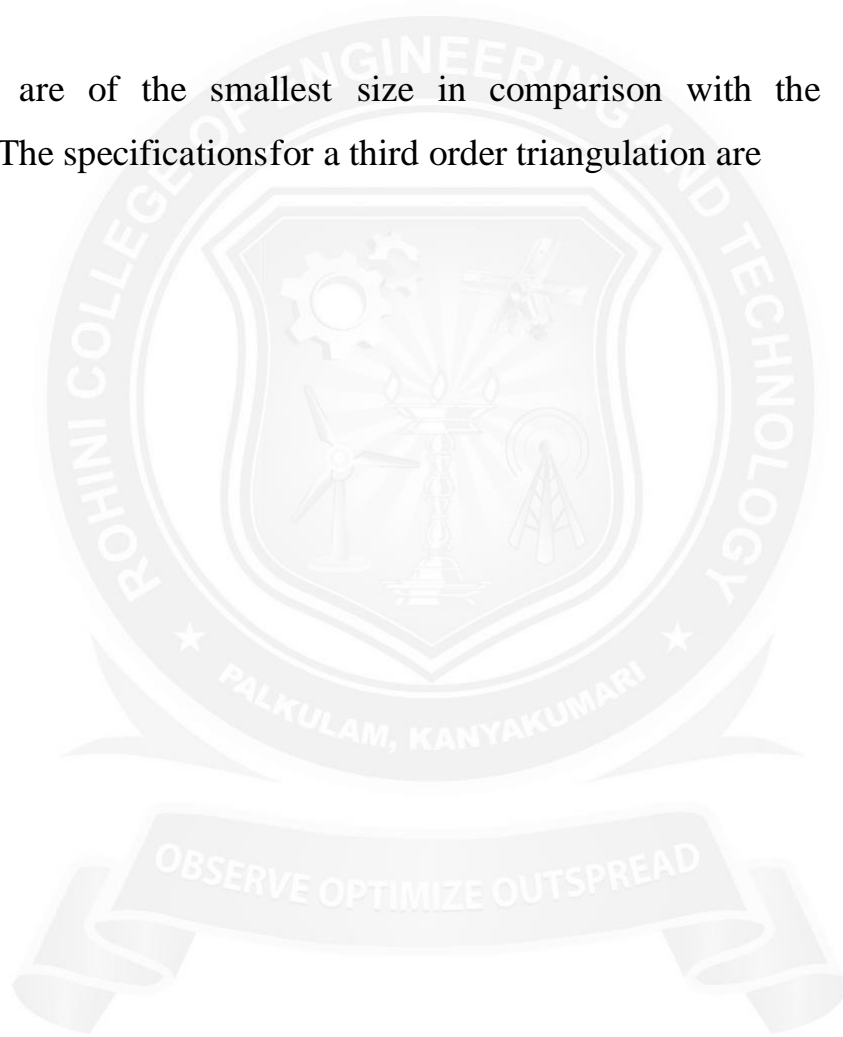 are of the smallest size in comparison with the
The specificationsfor a third order triangulation are
ROHINI COLLEGE OF ENGINEERING AND TECHNOLOGY
PALKULAM, KANYAKUMARI
OBSERVE OPTIMIZE OUTSPREAD